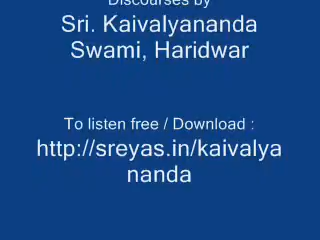 Discourses by
Sri. Kaivalyananda
Swami, Haridwar
To listen free / Download :
http://sreyas.in/kaivalya
nanda